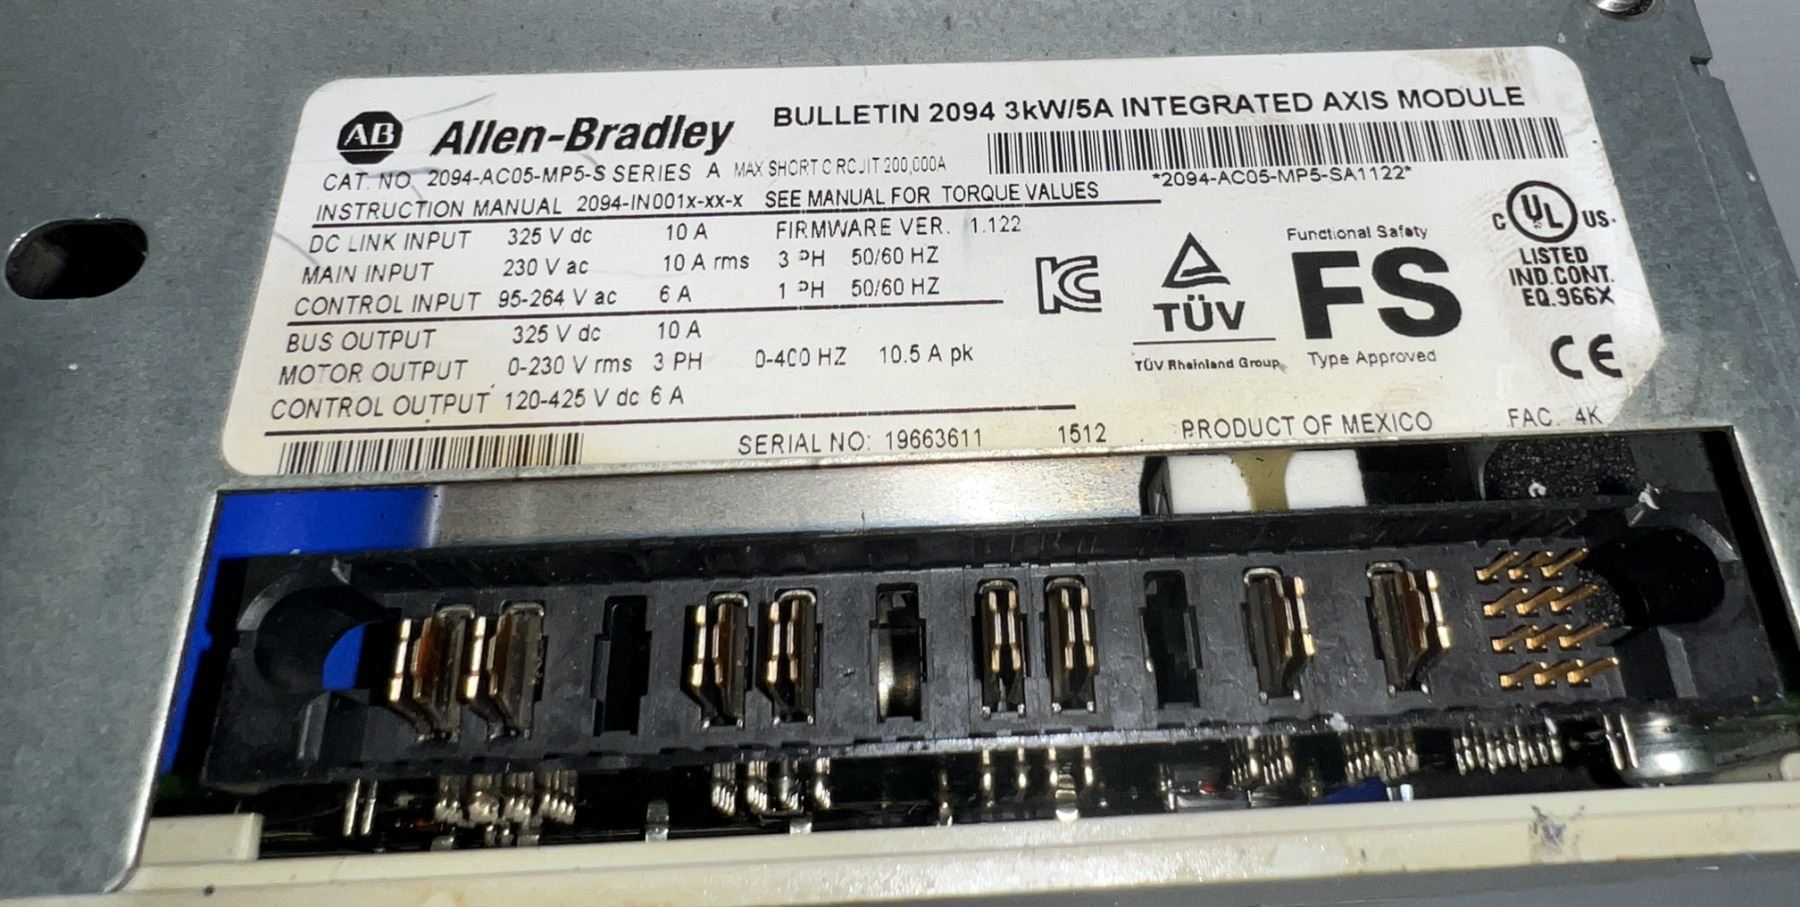 AB Allen-Bradley BULLETIN 2094 3kW/5A INTEGRATED AXIS MODULE
CAT. NO. 2094-AC05-MP5-S SERIES A MAX SHORT CIRCUIT 200,000A
*2094-AC05-MP5-SA1122*
INSTRUCTION MANUAL 2094-IN001x-xx-x SEE MANUAL FOR TORQUE VALUES
DC LINK INPUT 325 V dc 10 A FIRMWARE VER. 1.122
MAIN INPUT 230 V ac 10 A rms 3 PH 50/60 HZ
CONTROL INPUT 95-264 V ac 6 A 1 PH 50/60 HZ
BUS OUTPUT 325 V dc 10 A
MOTOR OUTPUT 0-230 V rms 3 PH 0-400 HZ 10.5 A pk
CONTROL OUTPUT 120-425 V dc 6 A
KC
TÜV
TÜV Rheinland Group
Functional Safety
FS
Type Approved
C UL US
LISTED
IND.CONT.
EQ.966X
CE
SERIAL NO: 19663611 1512 PRODUCT OF MEXICO FAC. 4K